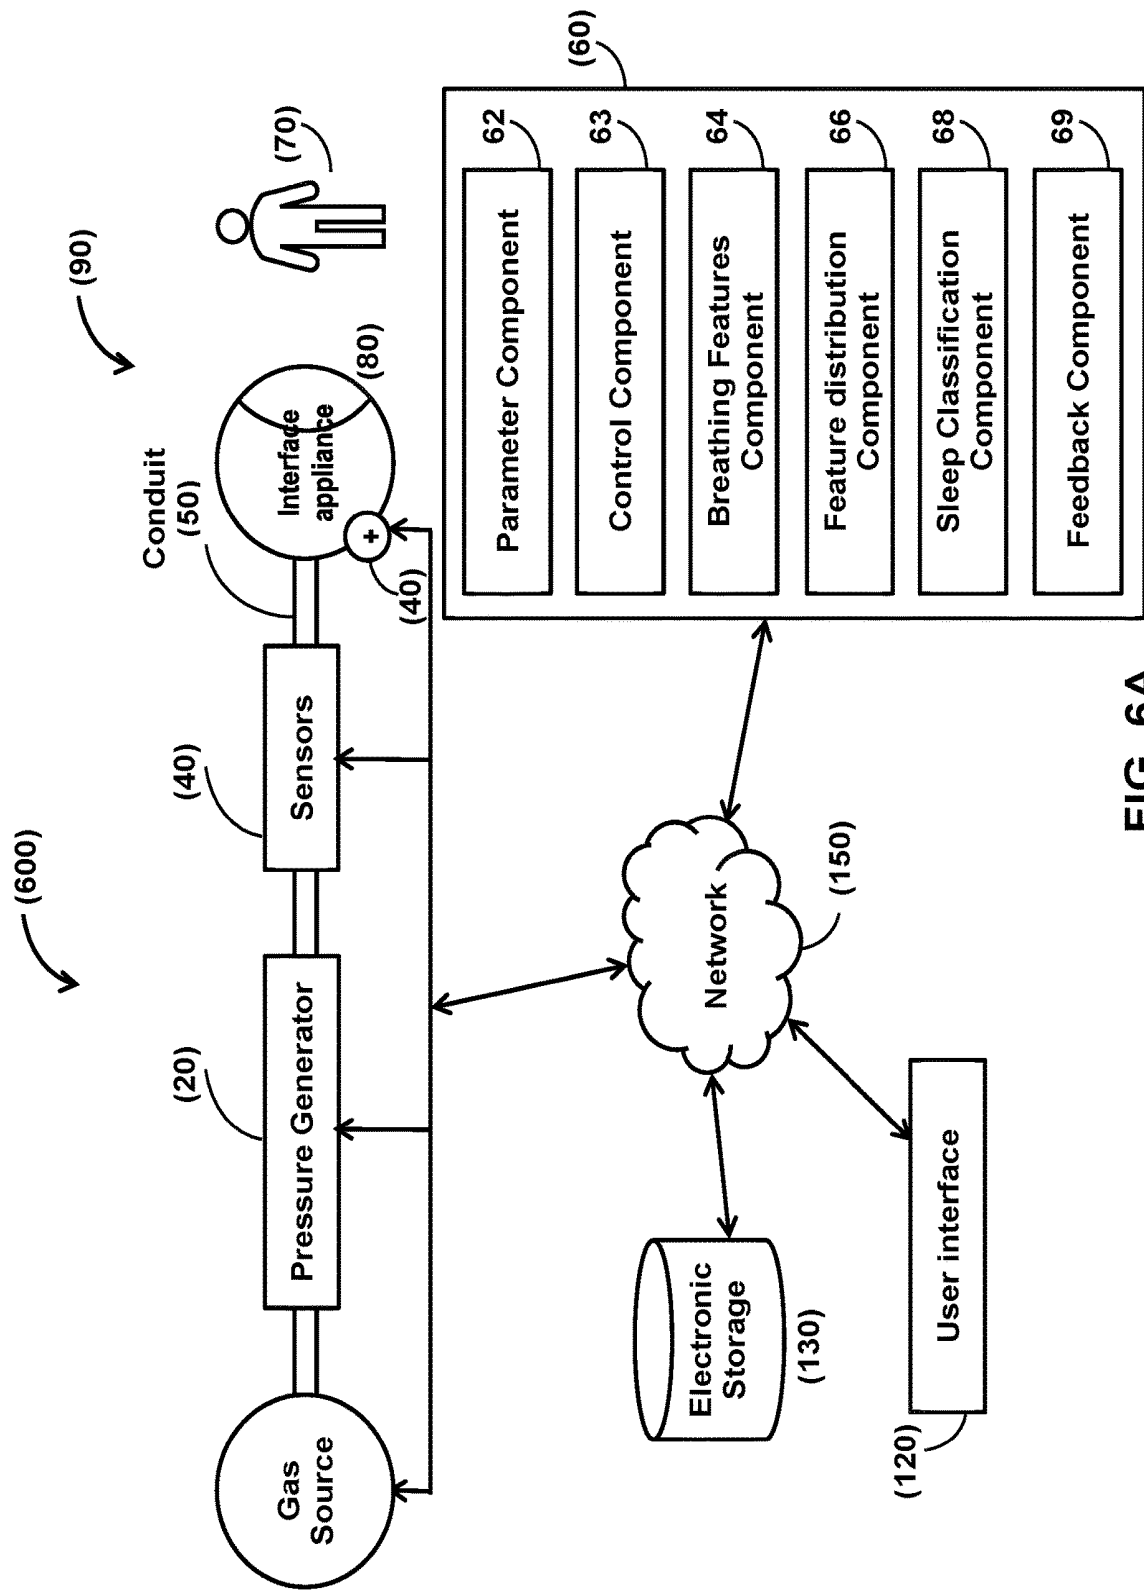 (600)
(90)
(20)
(40)
Conduit
(50)
(70)
Gas
Source
Pressure Generator
Sensors
Interface
appliance
(80)
(40)
(60)
Parameter Component
62
Control Component
63
Breathing Features
Component
64
Feature distribution
Component
66
Sleep Classification
Component
68
Feedback Component
69
Network
(150)
Electronic
Storage
(130)
User interface
(120)
FIG. 6A